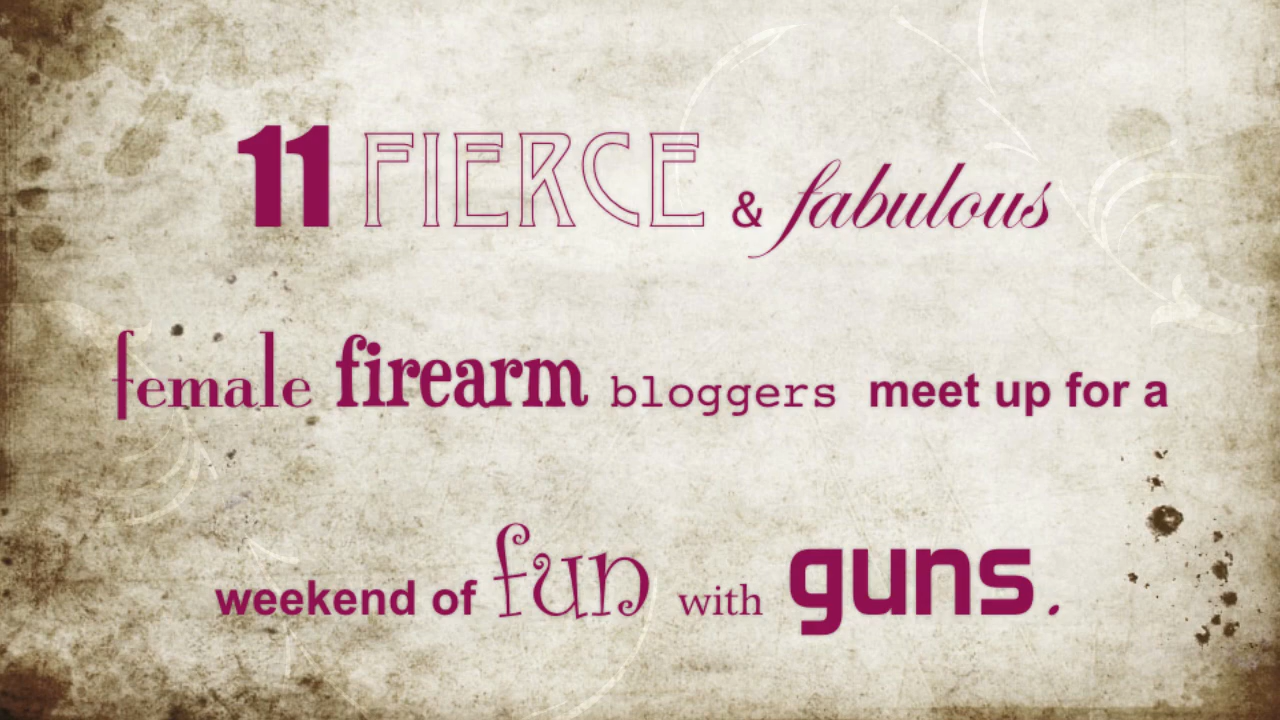 11 FIERCE & fabulous
female firearm bloggers meet up for a
weekend of fun with guns.